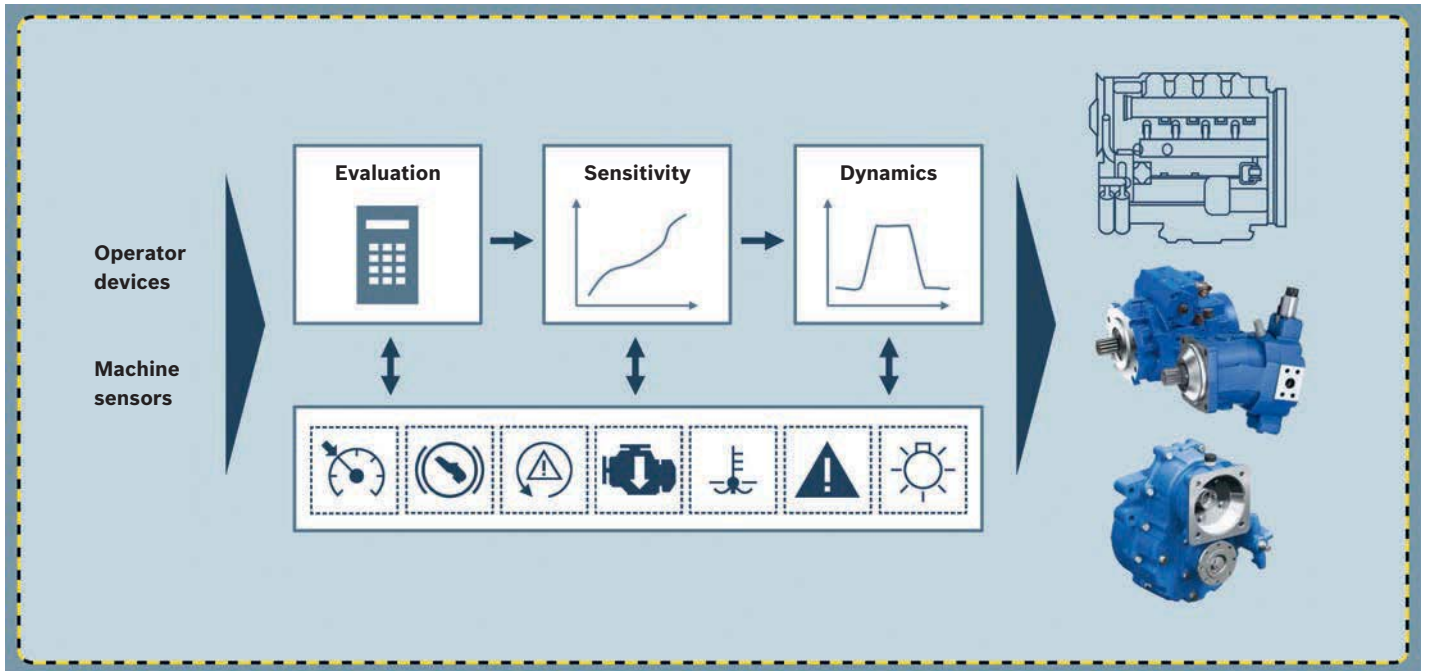 Evaluation
Sensitivity
Dynamics
Operator
devices
Machine
sensors